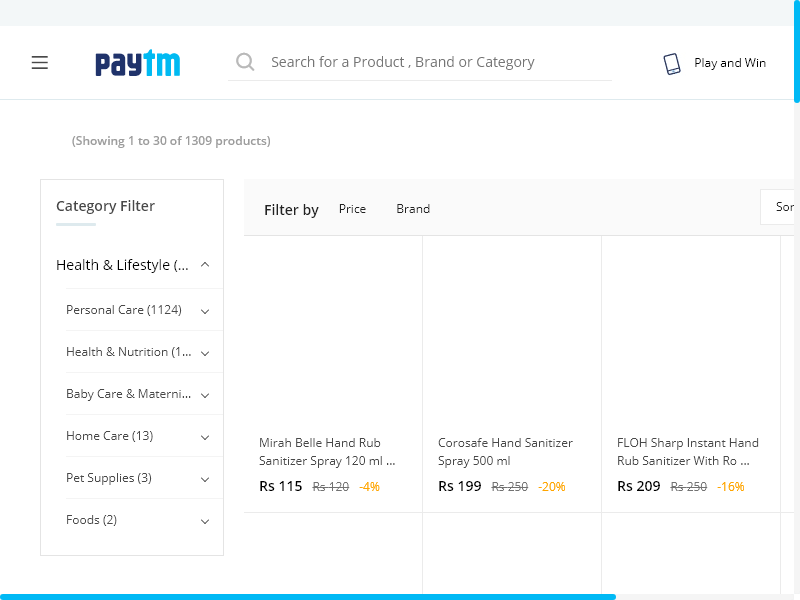 paytm
Search for a Product , Brand or Category
Play and Win
(Showing 1 to 30 of 1309 products)
Category Filter
Health & Lifestyle (...
Personal Care (1124)
Health & Nutrition (1...
Baby Care & Materni...
Home Care (13)
Pet Supplies (3)
Foods (2)
Filter by Price Brand
Mirah Belle Hand Rub
Sanitizer Spray 120 ml ...
Rs 115 Rs 120 -4%
Corosafe Hand Sanitizer
Spray 500 ml
Rs 199 Rs 250 -20%
FLOH Sharp Instant Hand
Rub Sanitizer With Ro ...
Rs 209 Rs 250 -16%